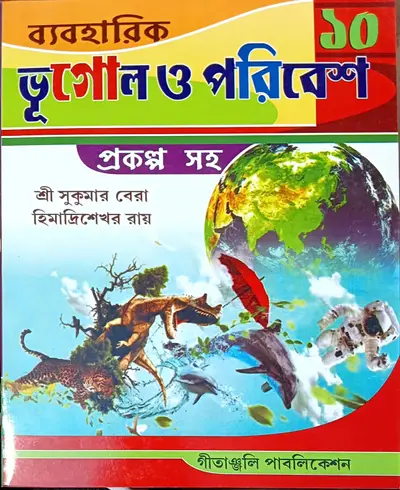 ব্যবহারিক
১০
ভূগোল ও পরিবেশ
প্রকল্প সহ
শ্রী সুকুমার বেরা
হিমাদ্রিশেখর রায়
গীতাঞ্জলি পাবলিকেশন